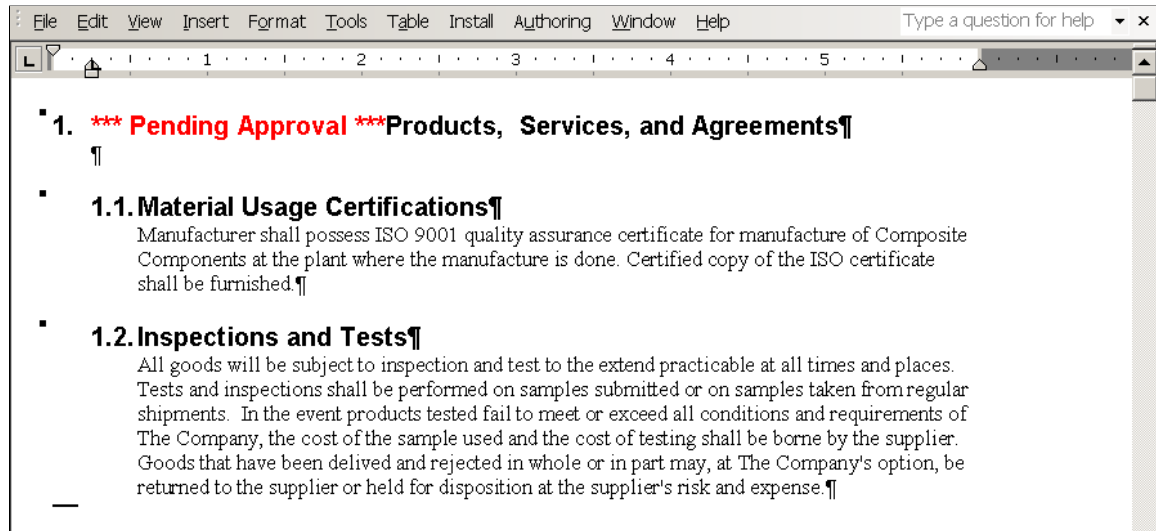 File Edit View Insert Format Tools Table Install Authoring Window Help Type a question for help
L 1 2 3 4 5
1. *** Pending Approval ***Products,  Services, and Agreements¶
¶
1.1. Material Usage Certifications¶
Manufacturer shall possess ISO 9001 quality assurance certificate for manufacture of Composite
Components at the plant where the manufacture is done. Certified copy of the ISO certificate
shall be furnished.¶
1.2. Inspections and Tests¶
All goods will be subject to inspection and test to the extend practicable at all times and places.
Tests and inspections shall be performed on samples submitted or on samples taken from regular
shipments.  In the event products tested fail to meet or exceed all conditions and requirements of
The Company, the cost of the sample used and the cost of testing shall be borne by the supplier.
Goods that have been delived and rejected in whole or in part may, at The Company's option, be
returned to the supplier or held for disposition at the supplier's risk and expense.¶